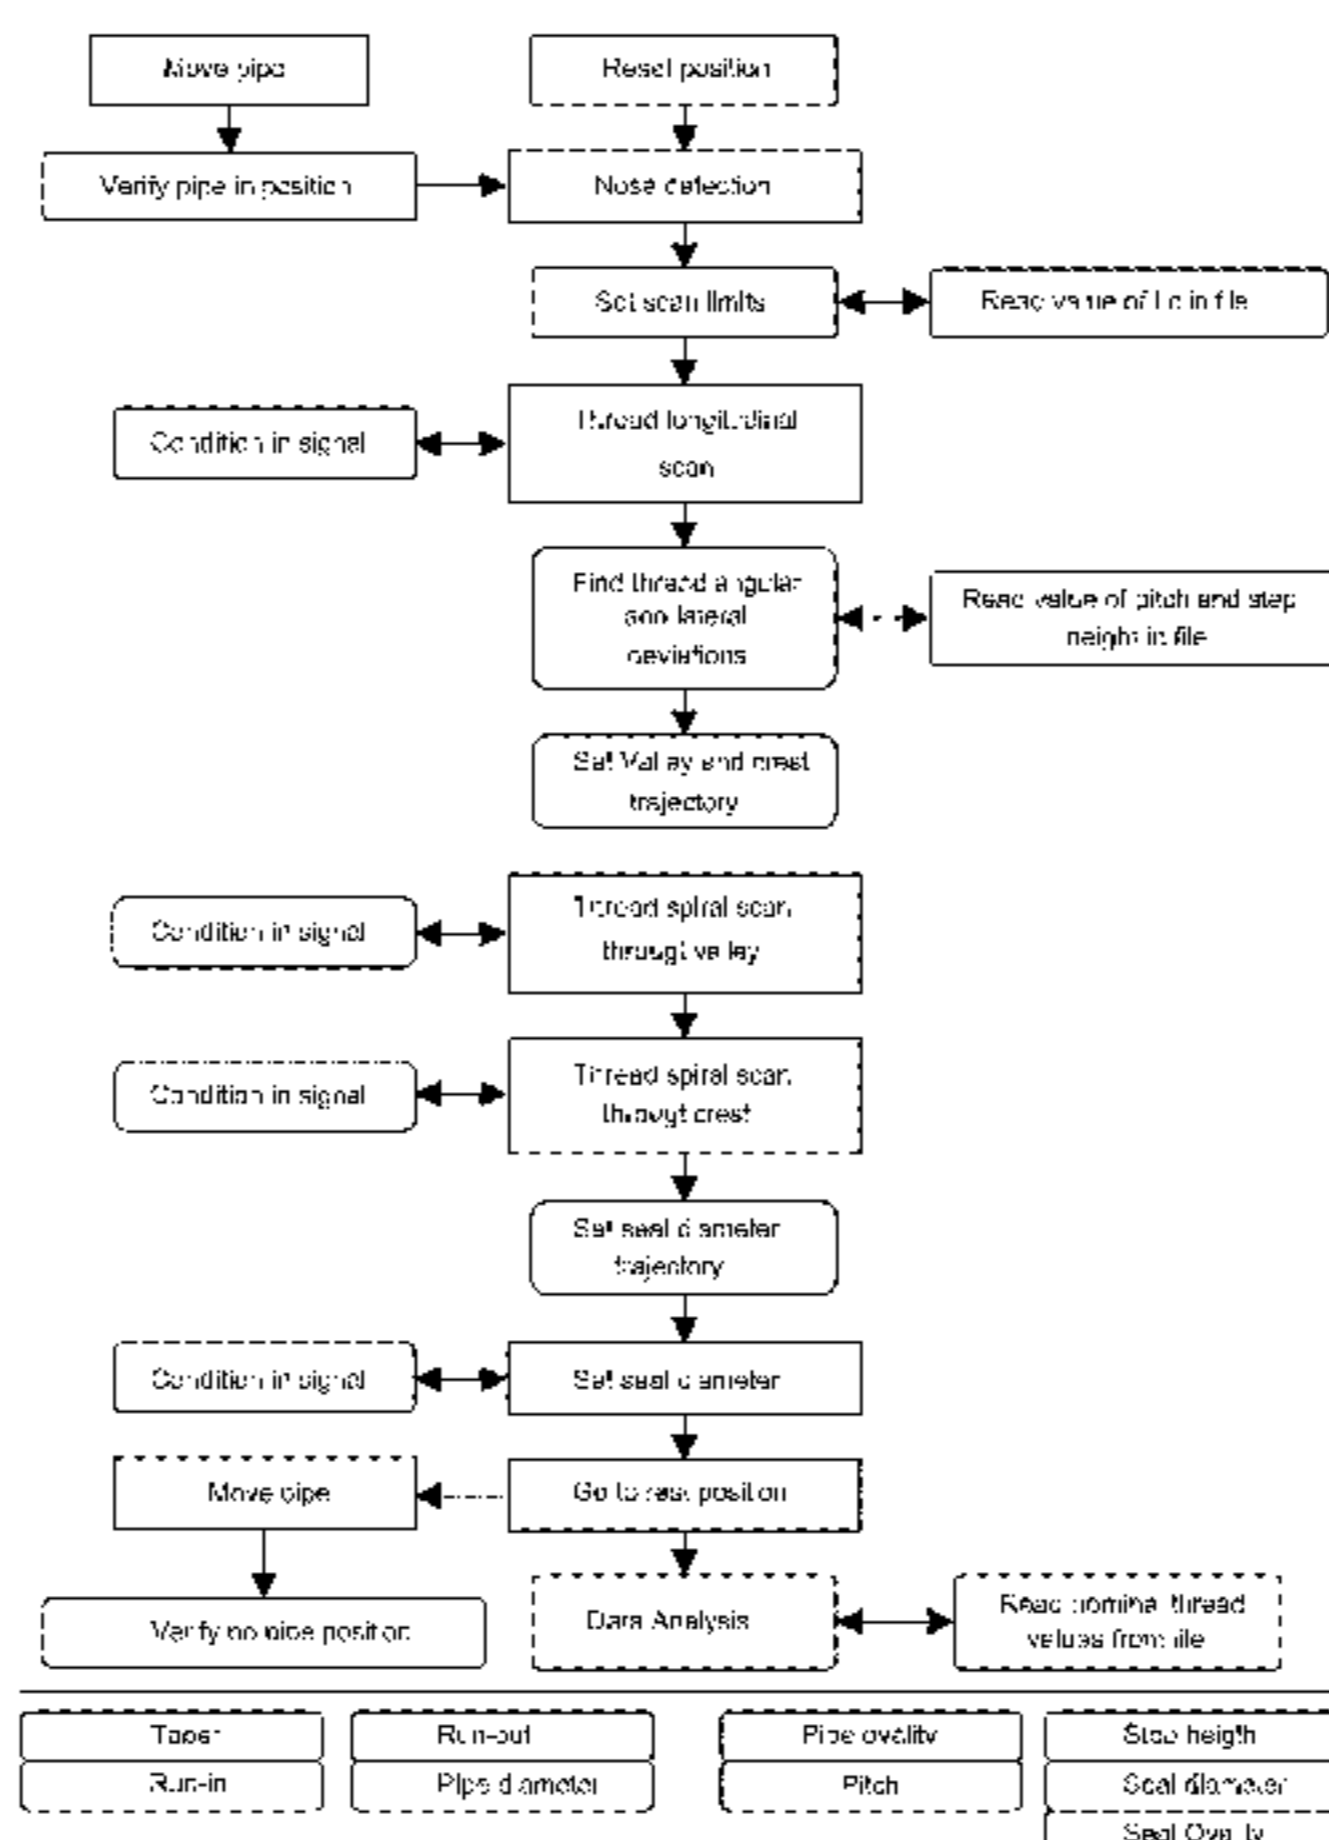 Move pipe
Reset position
Verify pipe in position
Nose detection
Set scan limits
Read value of in file
Condition in signal
Thread longitudinal
scan
Find thread angular
lateral
deviations
Read value of pitch and step
heigh in file
Set Valley and crest
trajectory
Condition in signal
Thread spiral scan
througt valley
Condition in signal
Thread spiral scan
througt crest
Set seal diameter
trajectory
Condition in signal
Set seal diameter
Move pipe
Go to rest position
Verify no pipe position
Data Analysis
Read nominal thread
values from file
Taper
Run-out
Pipe ovality
Step heigth
Run-in
Pipe diameter
Pitch
Seal diameter
Seal Ovality